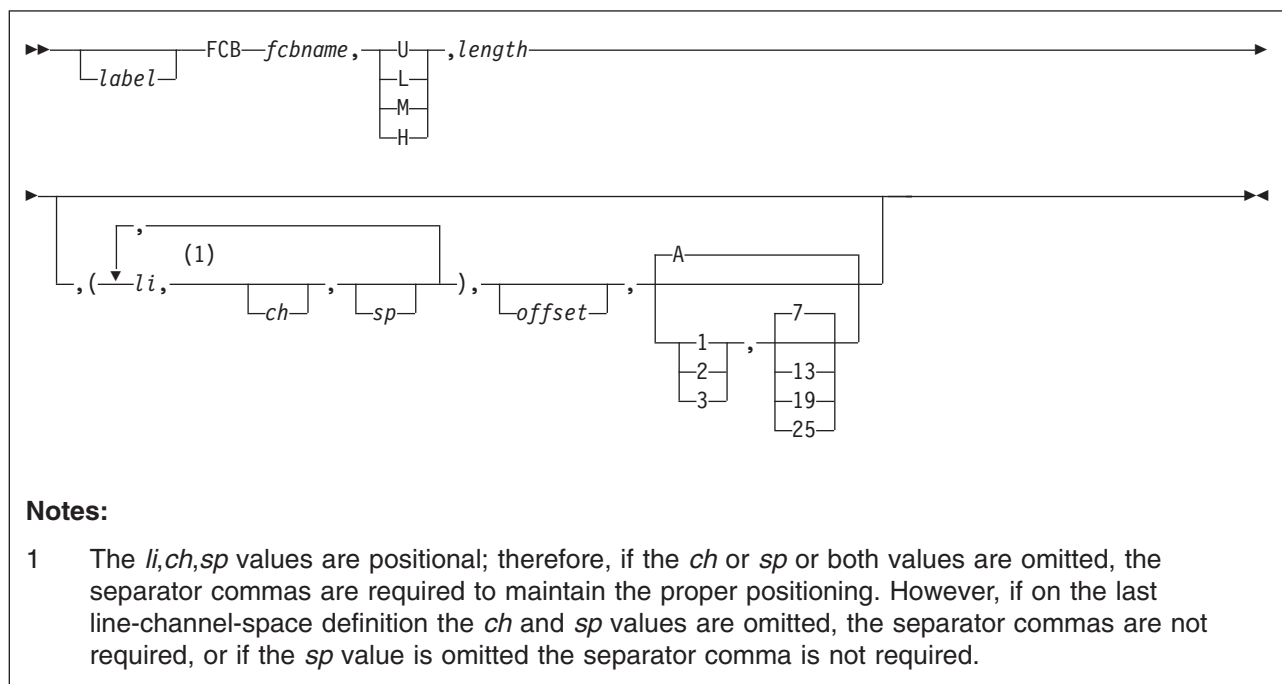 FCB fcbname, U ,length
label L
M
H
,
(1) A
,( li, , ), ,
ch sp offset 7
1 ,
2 13
3 19
25
Notes:
1 The li,ch,sp values are positional; therefore, if the ch or sp or both values are omitted, the
separator commas are required to maintain the proper positioning. However, if on the last
line-channel-space definition the ch and sp values are omitted, the separator commas are not
required, or if the sp value is omitted the separator comma is not required.